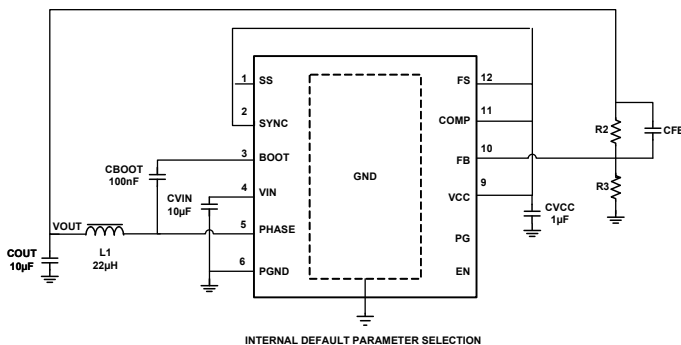 1 SS
2 SYNC
3 BOOT
4 VIN
5 PHASE
6 PGND
GND
FS 12
COMP 11
FB 10
VCC 9
PG
EN
CBOOT
100nF
CVIN
10µF
VOUT
L1
22µH
COUT
10µF
R2
CFB
R3
CVCC
1µF
INTERNAL DEFAULT PARAMETER SELECTION